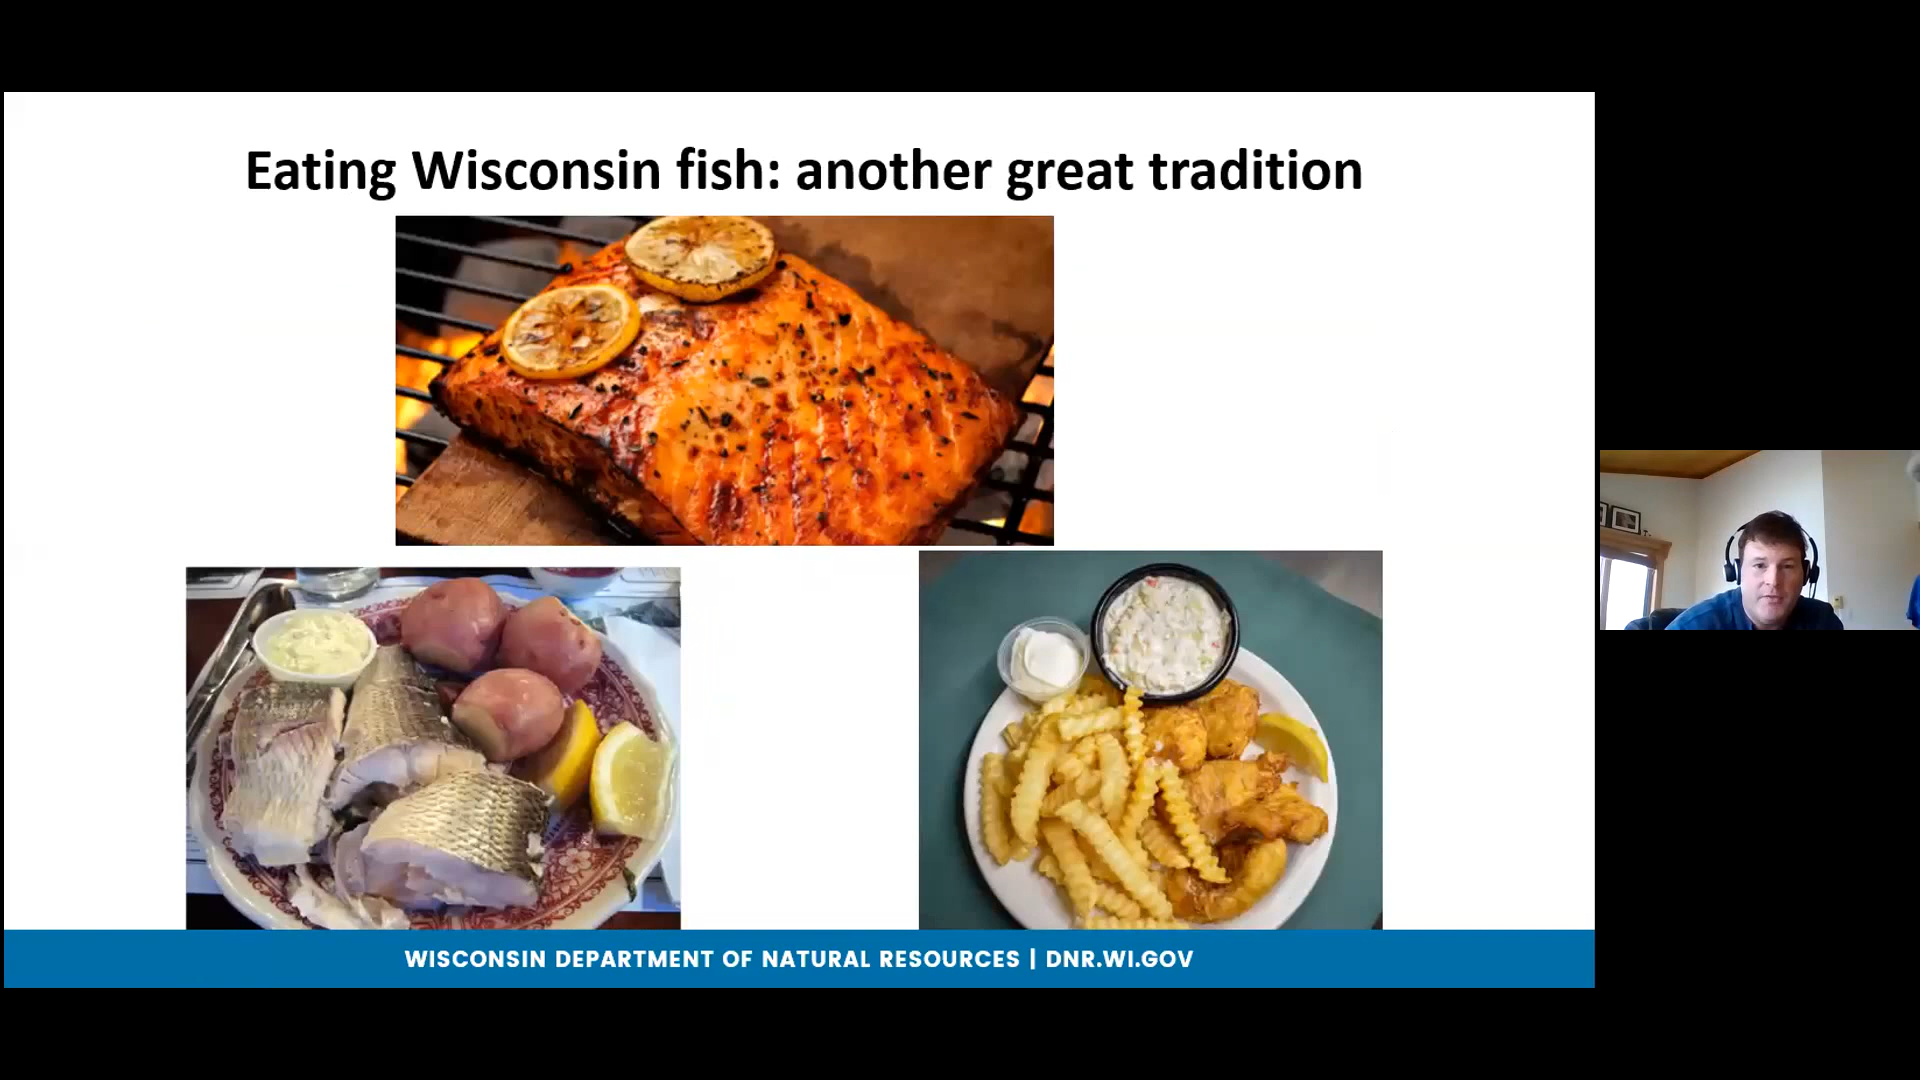 Eating Wisconsin fish: another great tradition
WISCONSIN DEPARTMENT OF NATURAL RESOURCES | DNR.WI.GOV